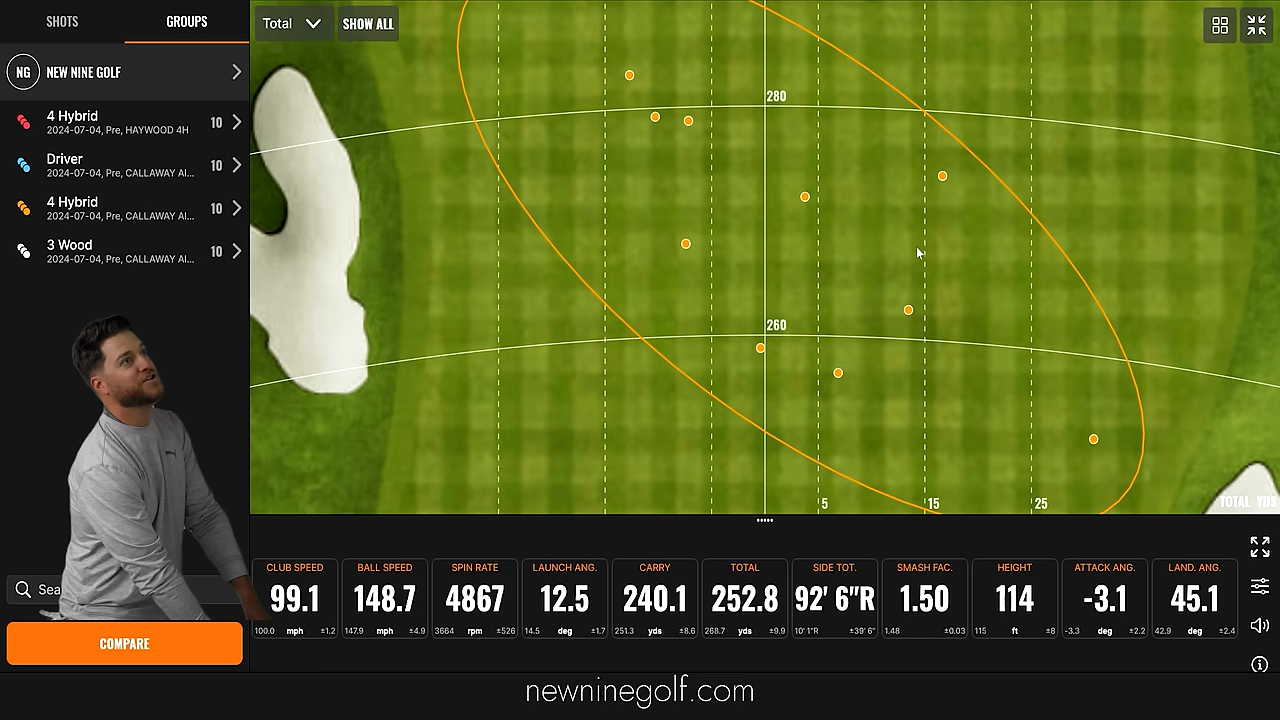 SHOTS GROUPS
NG NEW NINE GOLF
4 Hybrid
2024-07-04, Pre, HAYWOOD 4H
10
Driver
2024-07-04, Pre, CALLAWAY AI...
10
4 Hybrid
2024-07-04, Pre, CALLAWAY AI...
10
3 Wood
2024-07-04, Pre, CALLAWAY AI...
10
Sea
COMPARE
Total SHOW ALL
280
260
5 15 25
TOTAL YDS
CLUB SPEED
99.1
100.0 mph ±1.2
BALL SPEED
148.7
147.9 mph ±4.9
SPIN RATE
4867
3664 rpm ±526
LAUNCH ANG.
12.5
14.5 deg ±1.7
CARRY
240.1
251.3 yds ±8.6
TOTAL
252.8
268.7 yds ±9.9
SIDE TOT.
92' 6"R
10' 1"R ±39' 6"
SMASH FAC.
1.50
1.48 ±0.03
HEIGHT
114
115 ft ±8
ATTACK ANG.
-3.1
-3.3 deg ±2.2
LAND. ANG.
45.1
42.9 deg ±2.4
newninegolf.com